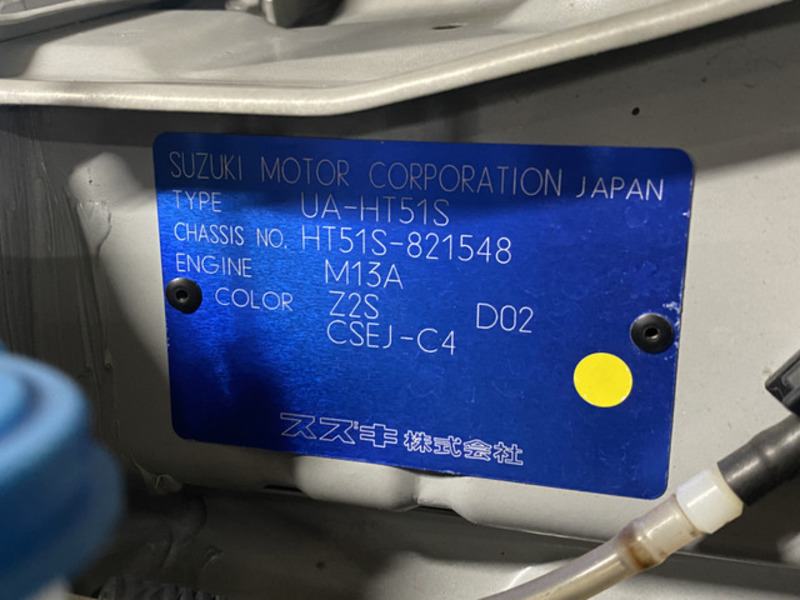 SUZUKI MOTOR CORPORATION JAPAN
TYPE UA-HT51S
CHASSIS NO. HT51S-821548
ENGINE M13A
COLOR Z2S D02
CSEJ-C4
スズキ株式会社